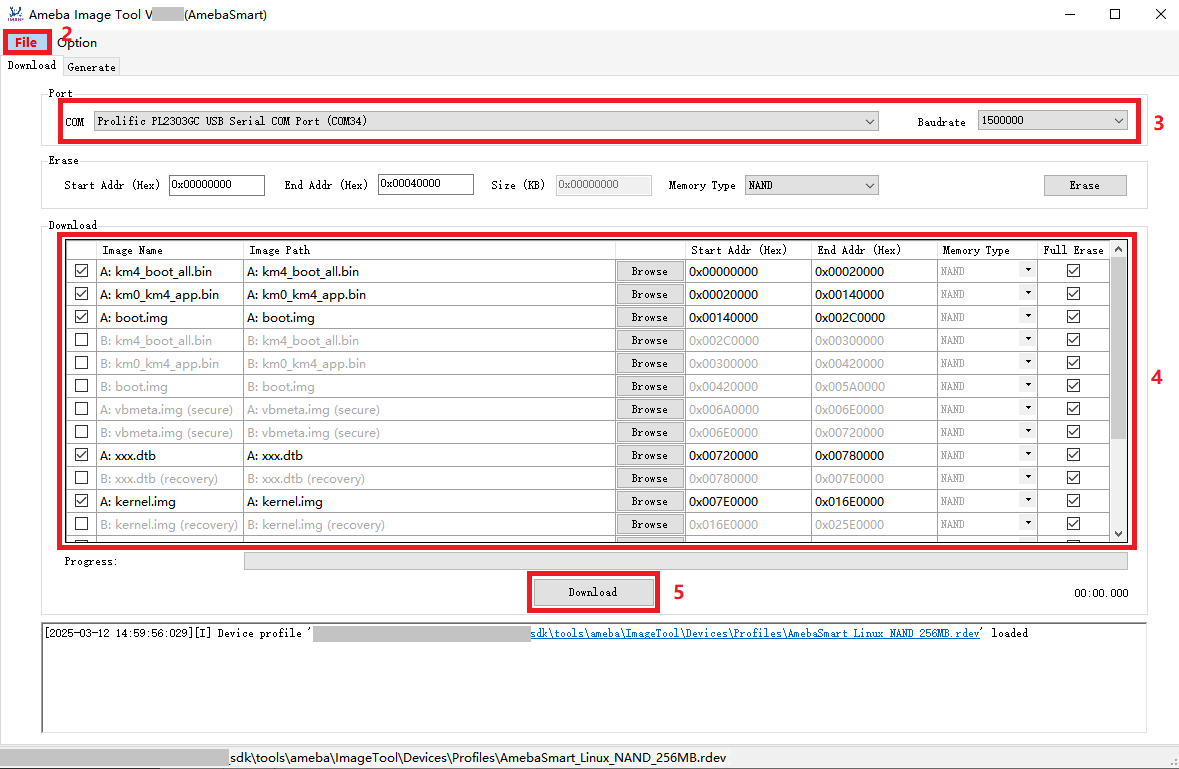 Ameba Image Tool V (AmebaSmart)
File 2 Option
Download Generate
Port
COM Prolific PL2303GC USB Serial COM Port (COM34) Baudrate 1500000 3
Erase
Start Addr (Hex) 0x00000000 End Addr (Hex) 0x00040000 Size (KB) 0x00000000 Memory Type NAND Erase
Download
Image Name Image Path Start Addr (Hex) End Addr (Hex) Memory Type Full Erase
A: km4_boot_all.bin A: km4_boot_all.bin Browse 0x00000000 0x00020000 NAND
A: km0_km4_app.bin A: km0_km4_app.bin Browse 0x00020000 0x00140000 NAND
A: boot.img A: boot.img Browse 0x00140000 0x002C0000 NAND
B: km4_boot_all.bin B: km4_boot_all.bin Browse 0x002C0000 0x00300000 NAND
B: km0_km4_app.bin B: km0_km4_app.bin Browse 0x00300000 0x00420000 NAND
B: boot.img B: boot.img Browse 0x00420000 0x005A0000 NAND
4
A: vbmeta.img (secure) A: vbmeta.img (secure) Browse 0x006A0000 0x006E0000 NAND
B: vbmeta.img (secure) B: vbmeta.img (secure) Browse 0x006E0000 0x00720000 NAND
A: xxx.dtb A: xxx.dtb Browse 0x00720000 0x00780000 NAND
B: xxx.dtb (recovery) B: xxx.dtb (recovery) Browse 0x00780000 0x007E0000 NAND
A: kernel.img A: kernel.img Browse 0x007E0000 0x016E0000 NAND
B: kernel.img (recovery) B: kernel.img (recovery) Browse 0x016E0000 0x025E0000 NAND
Progress:
Download 5 00:00.000
[2025-03-12 14:59:56:029][I] Device profile ' sdk\tools\ameba\ImageTool\Devices\Profiles\AmebaSmart_Linux_NAND_256MB.rdev' loaded
_sdk\tools\ameba\ImageTool\Devices\Profiles\AmebaSmart_Linux_NAND_256MB.rdev